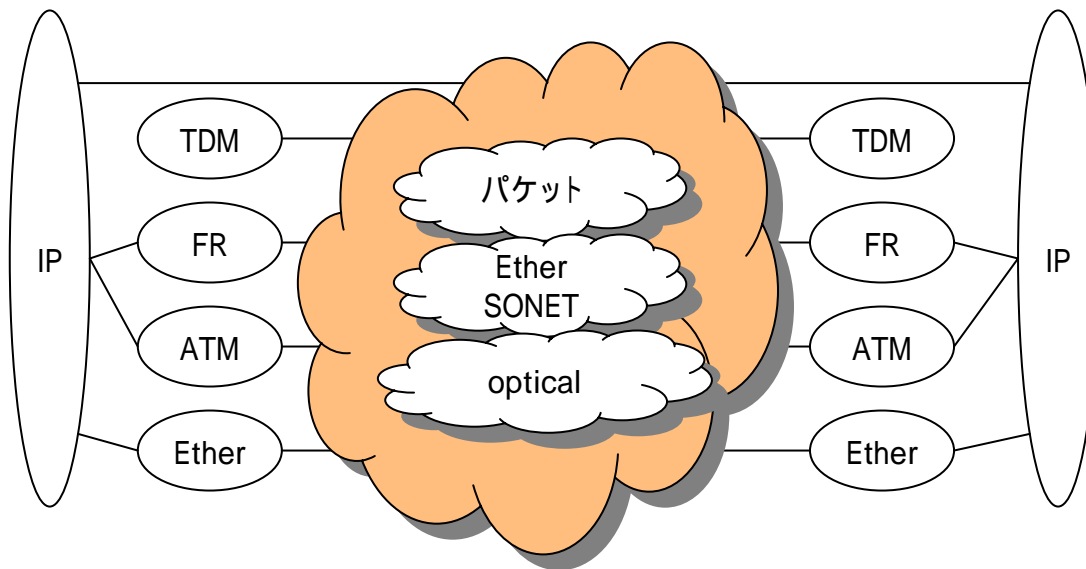 TDM
TDM
パケット
FR
FR
IP
IP
Ether
SONET
ATM
ATM
optical
Ether
Ether